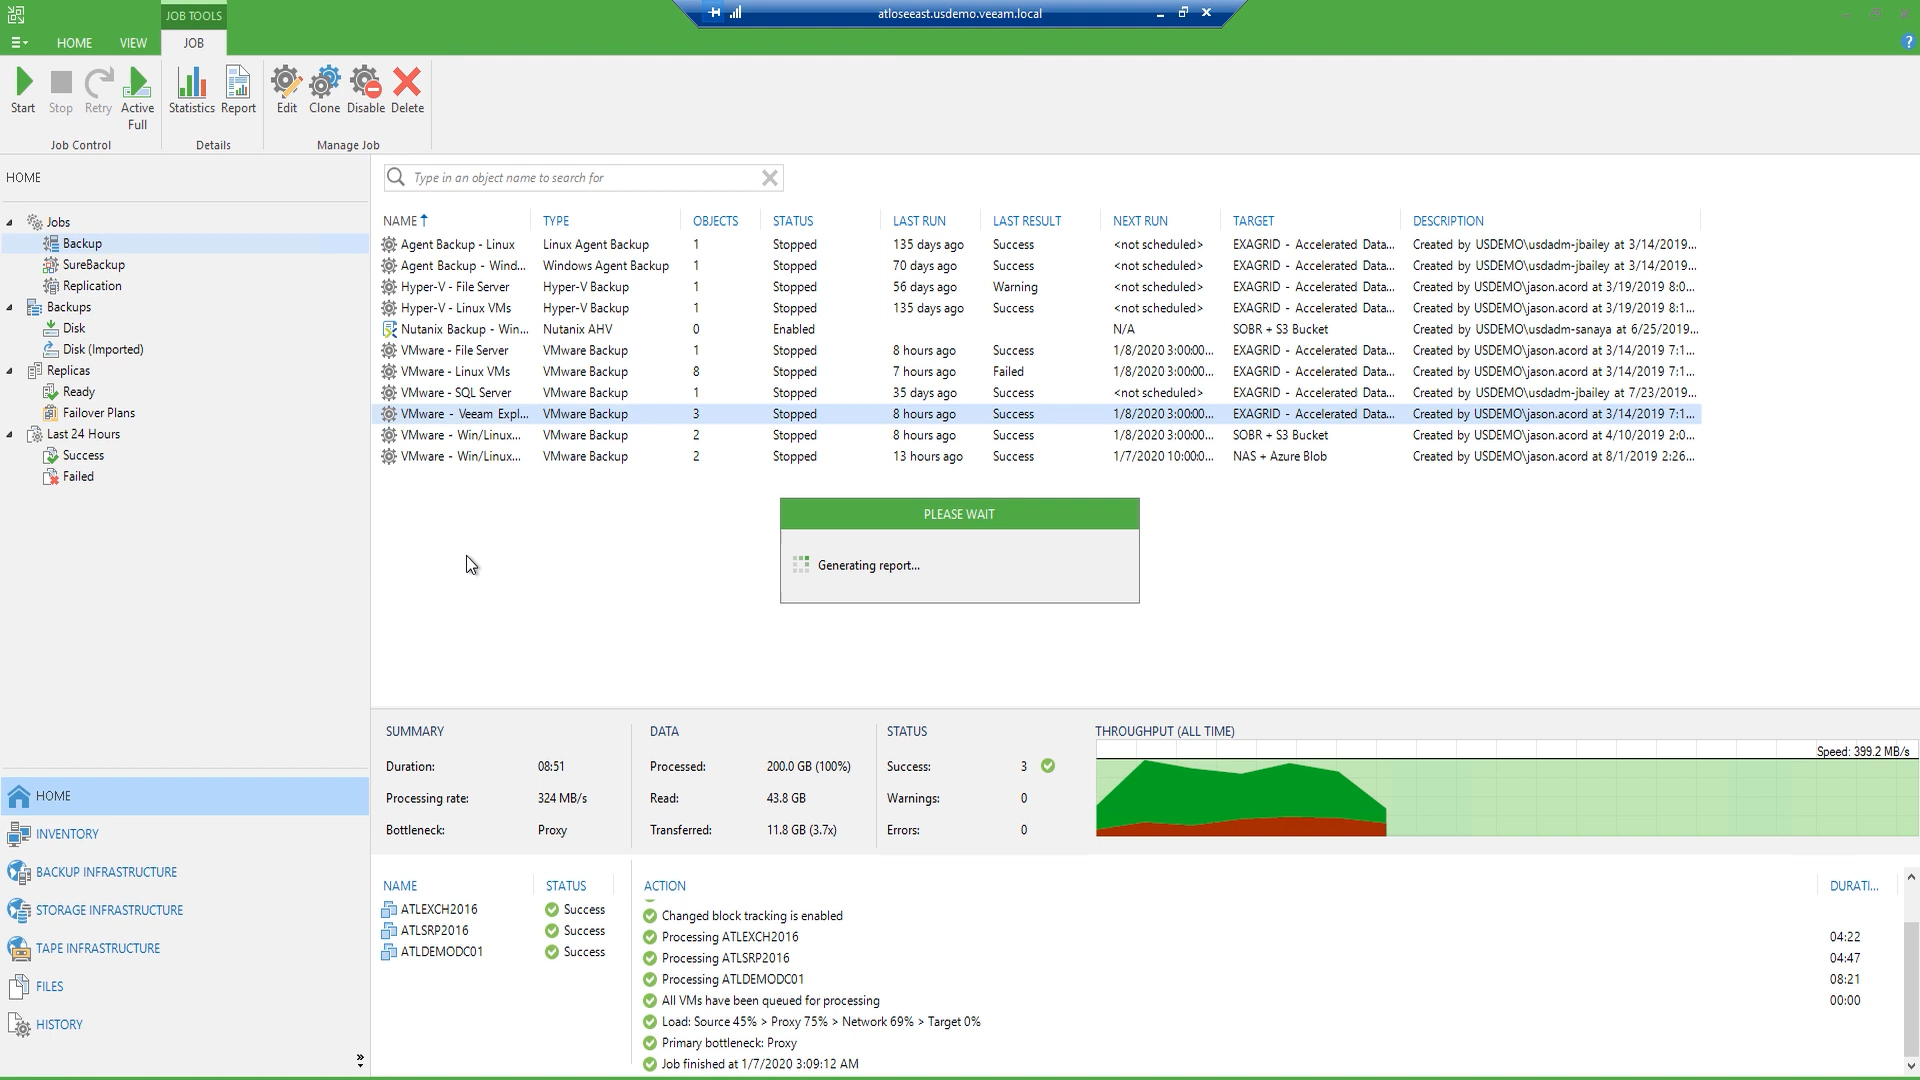 JOB TOOLS
atloseeast.usdemo.veeam.local
HOME VIEW JOB
?
Start Stop Retry Active Full Statistics Report Edit Clone Disable Delete
Job Control Details Manage Job
HOME
Type in an object name to search for
Jobs
Backup
SureBackup
Replication
Backups
Disk
Disk (Imported)
Replicas
Ready
Failover Plans
Last 24 Hours
Success
Failed
NAME TYPE OBJECTS STATUS LAST RUN LAST RESULT NEXT RUN TARGET DESCRIPTION
Agent Backup - Linux Linux Agent Backup 1 Stopped 135 days ago Success <not scheduled> EXAGRID - Accelerated Data... Created by USDEMO\usdadm-jbailey at 3/14/2019...
Agent Backup - Wind... Windows Agent Backup 1 Stopped 70 days ago Success <not scheduled> EXAGRID - Accelerated Data... Created by USDEMO\usdadm-jbailey at 3/14/2019...
Hyper-V - File Server Hyper-V Backup 1 Stopped 56 days ago Warning <not scheduled> EXAGRID - Accelerated Data... Created by USDEMO\jason.acord at 3/19/2019 8:0...
Hyper-V - Linux VMs Hyper-V Backup 1 Stopped 135 days ago Success <not scheduled> EXAGRID - Accelerated Data... Created by USDEMO\jason.acord at 3/19/2019 8:1...
Nutanix Backup - Win... Nutanix AHV 0 Enabled N/A SOBR + S3 Bucket Created by USDEMO\usdadm-sanaya at 6/25/2019...
VMware - File Server VMware Backup 1 Stopped 8 hours ago Success 1/8/2020 3:00:00... EXAGRID - Accelerated Data... Created by USDEMO\jason.acord at 3/14/2019 7:1...
VMware - Linux VMs VMware Backup 8 Stopped 7 hours ago Failed 1/8/2020 3:00:00... EXAGRID - Accelerated Data... Created by USDEMO\jason.acord at 3/14/2019 7:1...
VMware - SQL Server VMware Backup 1 Stopped 35 days ago Success <not scheduled> EXAGRID - Accelerated Data... Created by USDEMO\usdadm-jbailey at 7/23/2019...
VMware - Veeam Expl... VMware Backup 3 Stopped 8 hours ago Success 1/8/2020 3:00:00... EXAGRID - Accelerated Data... Created by USDEMO\jason.acord at 3/14/2019 7:1...
VMware - Win/Linux... VMware Backup 2 Stopped 8 hours ago Success 1/8/2020 3:00:00... SOBR + S3 Bucket Created by USDEMO\jason.acord at 4/10/2019 2:0...
VMware - Win/Linux... VMware Backup 2 Stopped 13 hours ago Success 1/7/2020 10:00:0... NAS + Azure Blob Created by USDEMO\jason.acord at 8/1/2019 2:26...
PLEASE WAIT
Generating report...
HOME
INVENTORY
BACKUP INFRASTRUCTURE
STORAGE INFRASTRUCTURE
TAPE INFRASTRUCTURE
FILES
HISTORY
SUMMARY DATA STATUS THROUGHPUT (ALL TIME)
Speed: 399.2 MB/s
Duration: 08:51 Processed: 200.0 GB (100%) Success: 3
Processing rate: 324 MB/s Read: 43.8 GB Warnings: 0
Bottleneck: Proxy Transferred: 11.8 GB (3.7x) Errors: 0
NAME STATUS ACTION DURATI...
ATLEXCH2016 Success
ATLSRP2016 Success
ATLDEMODC01 Success
Changed block tracking is enabled
Processing ATLEXCH2016 04:22
Processing ATLSRP2016 04:47
Processing ATLDEMODC01 08:21
All VMs have been queued for processing 00:00
Load: Source 45% > Proxy 75% > Network 69% > Target 0%
Primary bottleneck: Proxy
Job finished at 1/7/2020 3:09:12 AM